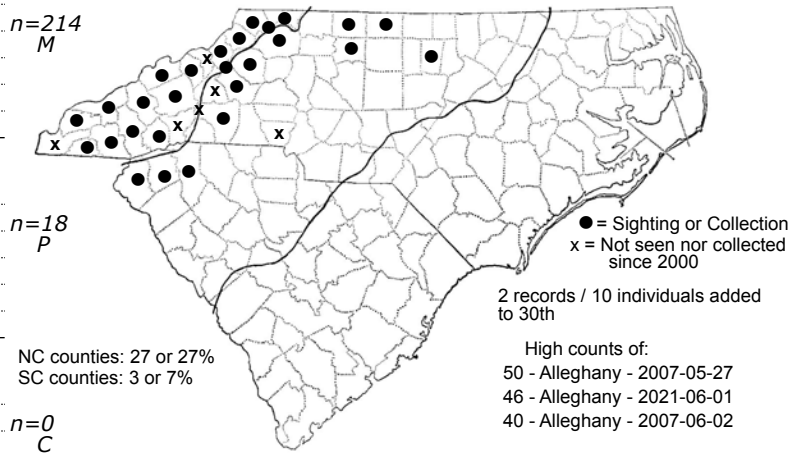 n=214
M
n=18
P
n=0
C
● = Sighting or Collection
x = Not seen nor collected
since 2000
2 records / 10 individuals added
to 30th
NC counties: 27 or 27%
SC counties: 3 or 7%
High counts of:
50 - Alleghany - 2007-05-27
46 - Alleghany - 2021-06-01
40 - Alleghany - 2007-06-02
x
x
x
x
x
x